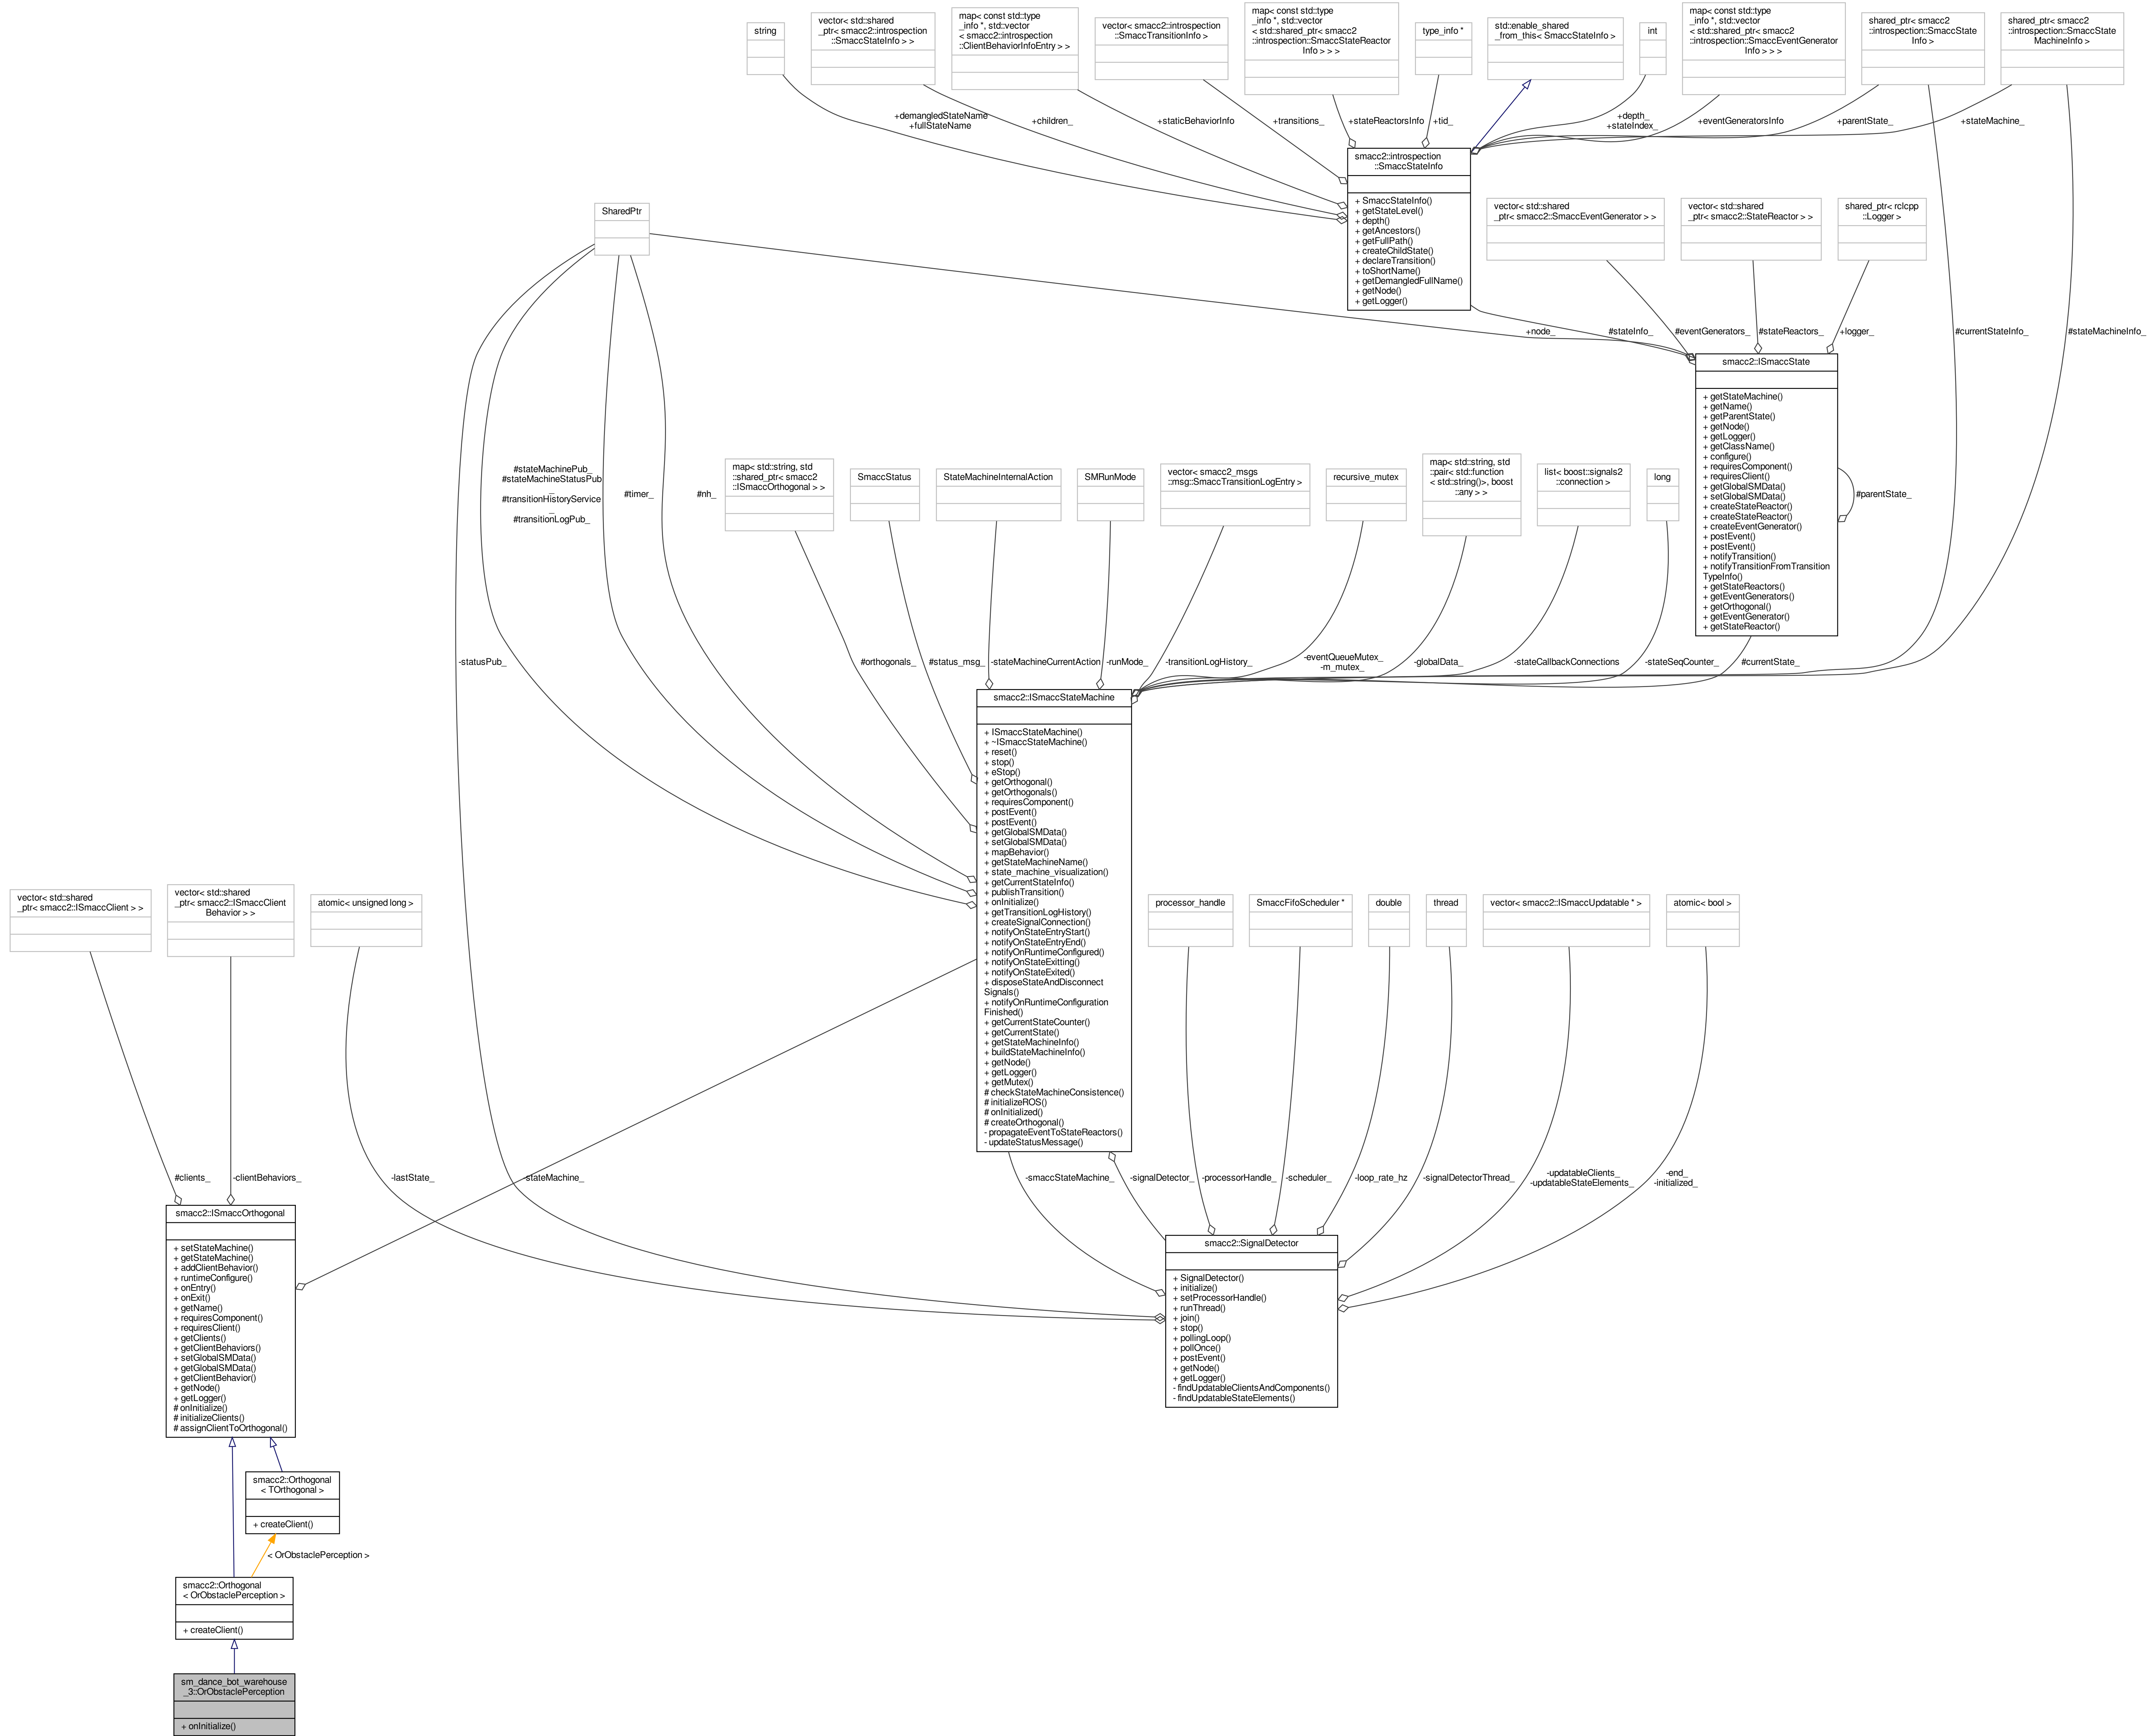 string
vector< std::shared
_ptr< smacc2::introspection
::SmaccStateInfo > >
map< const std::type
_info *, std::vector
< smacc2::introspection
::ClientBehaviorInfoEntry > >
vector< smacc2::introspection
::SmaccTransitionInfo >
map< const std::type
_info *, std::vector
< std::shared_ptr< smacc2
::introspection::SmaccStateReactor
Info > > >
type_info *
std::enable_shared
_from_this< SmaccStateInfo >
int
map< const std::type
_info *, std::vector
< std::shared_ptr< smacc2
::introspection::SmaccEventGenerator
Info > > >
shared_ptr< smacc2
::introspection::SmaccState
Info >
shared_ptr< smacc2
::introspection::SmaccState
MachineInfo >
+demangledStateName
+fullStateName
+children_
+staticBehaviorInfo
+transitions_
+stateReactorsInfo
+tid_
+depth_
+stateIndex_
+eventGeneratorsInfo
+parentState_
+stateMachine_
smacc2::introspection
::SmaccStateInfo
+ SmaccStateInfo()
+ getStateLevel()
+ depth()
+ getAncestors()
+ getFullPath()
+ createChildState()
+ declareTransition()
+ toShortName()
+ getDemangledFullName()
+ getNode()
+ getLogger()
SharedPtr
vector< std::shared
_ptr< smacc2::SmaccEventGenerator > >
vector< std::shared
_ptr< smacc2::StateReactor > >
shared_ptr< rclcpp
::Logger >
+node_
#stateInfo_
#eventGenerators_
#stateReactors_
+logger_
#currentStateInfo_
#stateMachineInfo_
smacc2::ISmaccState
+ getStateMachine()
+ getName()
+ getParentState()
+ getNode()
+ getLogger()
+ getClassName()
+ configure()
+ requiresComponent()
+ requiresClient()
+ getGlobalSMData()
+ setGlobalSMData()
+ createStateReactor()
+ createStateReactor()
+ createEventGenerator()
+ postEvent()
+ postEvent()
+ notifyTransition()
+ notifyTransitionFromTransition
TypeInfo()
+ getStateReactors()
+ getEventGenerators()
+ getOrthogonal()
+ getEventGenerator()
+ getStateReactor()
#parentState_
#stateMachinePub_
#stateMachineStatusPub
_
#transitionHistoryService
_
#transitionLogPub_
#timer_
#nh_
map< std::string, std
::shared_ptr< smacc2
::ISmaccOrthogonal > >
SmaccStatus
StateMachineInternalAction
SMRunMode
vector< smacc2_msgs
::msg::SmaccTransitionLogEntry >
recursive_mutex
map< std::string, std
::pair< std::function
< std::string()>, boost
::any > >
list< boost::signals2
::connection >
long
-statusPub_
#orthogonals_
#status_msg_
-stateMachineCurrentAction
-runMode_
-transitionLogHistory_
-eventQueueMutex_
-m_mutex_
-globalData_
-stateCallbackConnections
-stateSeqCounter_
#currentState_
smacc2::ISmaccStateMachine
+ ISmaccStateMachine()
+ ~ISmaccStateMachine()
+ reset()
+ stop()
+ eStop()
+ getOrthogonal()
+ getOrthogonals()
+ requiresComponent()
+ postEvent()
+ postEvent()
+ getGlobalSMData()
+ setGlobalSMData()
+ mapBehavior()
+ getStateMachineName()
+ state_machine_visualization()
+ getCurrentStateInfo()
+ publishTransition()
+ onInitialize()
+ getTransitionLogHistory()
+ createSignalConnection()
+ notifyOnStateEntryStart()
+ notifyOnStateEntryEnd()
+ notifyOnRuntimeConfigured()
+ notifyOnStateExitting()
+ notifyOnStateExited()
+ disposeStateAndDisconnect
Signals()
+ notifyOnRuntimeConfiguration
Finished()
+ getCurrentStateCounter()
+ getCurrentState()
+ getStateMachineInfo()
+ buildStateMachineInfo()
+ getNode()
+ getLogger()
+ getMutex()
# checkStateMachineConsistence()
# initializeROS()
# onInitialized()
# createOrthogonal()
- propagateEventToStateReactors()
- updateStatusMessage()
vector< std::shared
_ptr< smacc2::ISmaccClient > >
vector< std::shared
_ptr< smacc2::ISmaccClient
Behavior > >
atomic< unsigned long >
processor_handle
SmaccFifoScheduler *
double
thread
vector< smacc2::ISmaccUpdatable * >
atomic< bool >
#clients_
-clientBehaviors_
-lastState_
-stateMachine_
-smaccStateMachine_
-signalDetector_
-processorHandle_
-scheduler_
-loop_rate_hz
-signalDetectorThread_
-updatableClients_
-updatableStateElements_
-end_
-initialized_
smacc2::ISmaccOrthogonal
+ setStateMachine()
+ getStateMachine()
+ addClientBehavior()
+ runtimeConfigure()
+ onEntry()
+ onExit()
+ getName()
+ requiresComponent()
+ requiresClient()
+ getClients()
+ getClientBehaviors()
+ setGlobalSMData()
+ getGlobalSMData()
+ getClientBehavior()
+ getNode()
+ getLogger()
# onInitialize()
# initializeClients()
# assignClientToOrthogonal()
smacc2::SignalDetector
+ SignalDetector()
+ initialize()
+ setProcessorHandle()
+ runThread()
+ join()
+ stop()
+ pollingLoop()
+ pollOnce()
+ postEvent()
+ getNode()
+ getLogger()
- findUpdatableClientsAndComponents()
- findUpdatableStateElements()
smacc2::Orthogonal
< TOrthogonal >
+ createClient()
< OrObstaclePerception >
smacc2::Orthogonal
< OrObstaclePerception >
+ createClient()
sm_dance_bot_warehouse
_3::OrObstaclePerception
+ onInitialize()